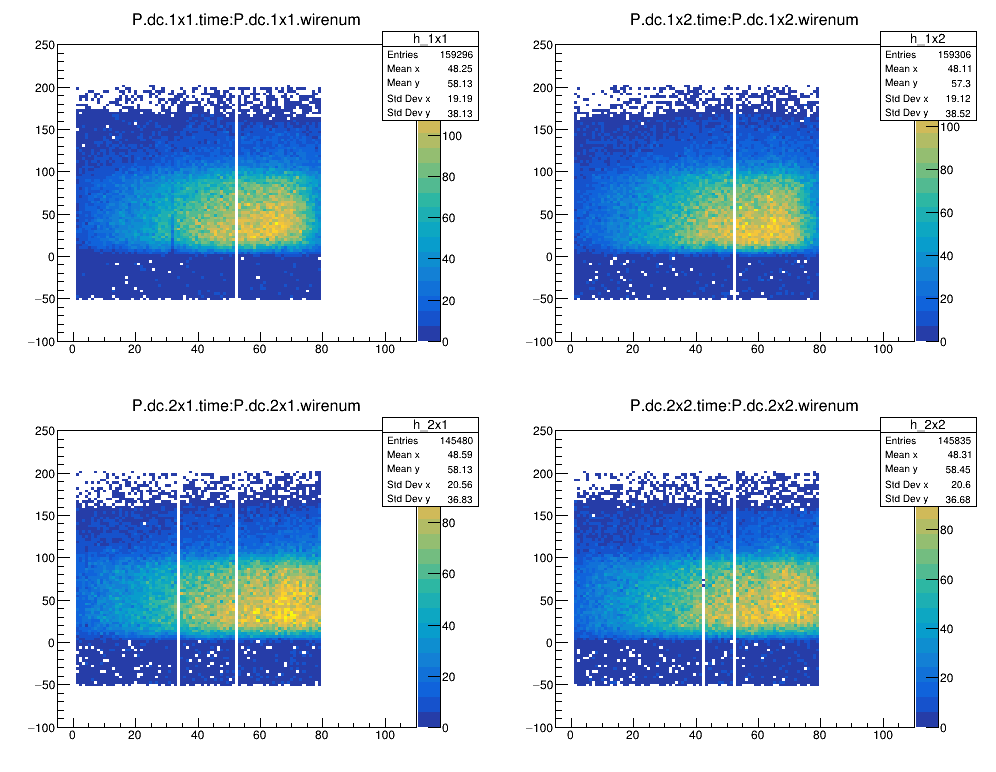 P.dc.1x1.time:P.dc.1x1.wirenum
h_1x1
Entries 159296
Mean x 48.25
Mean y 58.13
Std Dev x 19.19
Std Dev y 38.13
250
200
150
100
50
0
−50
−100
0 20 40 60 80 100
100
80
60
40
20
0
P.dc.1x2.time:P.dc.1x2.wirenum
h_1x2
Entries 159306
Mean x 48.11
Mean y 57.3
Std Dev x 19.12
Std Dev y 38.52
250
200
150
100
50
0
−50
−100
0 20 40 60 80 100
100
80
60
40
20
0
P.dc.2x1.time:P.dc.2x1.wirenum
h_2x1
Entries 145480
Mean x 48.59
Mean y 58.13
Std Dev x 20.56
Std Dev y 36.83
250
200
150
100
50
0
−50
−100
0 20 40 60 80 100
80
60
40
20
0
P.dc.2x2.time:P.dc.2x2.wirenum
h_2x2
Entries 145835
Mean x 48.31
Mean y 58.45
Std Dev x 20.6
Std Dev y 36.68
250
200
150
100
50
0
−50
−100
0 20 40 60 80 100
80
60
40
20
0